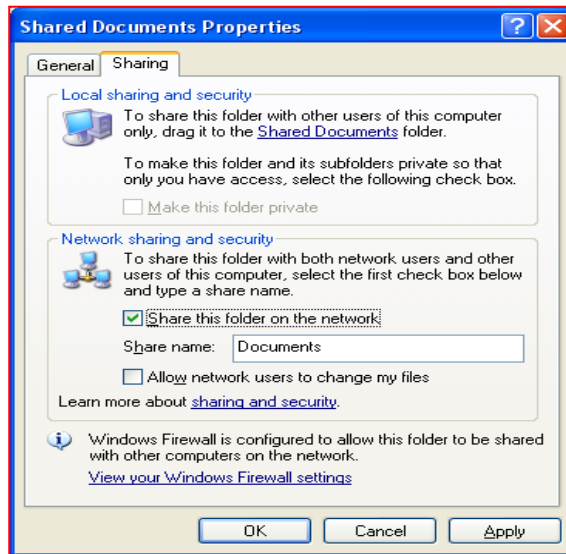 Shared Documents Properties
General Sharing
Local sharing and security
To share this folder with other users of this computer
only, drag it to the Shared Documents folder.
To make this folder and its subfolders private so that
only you have access, select the following check box.
Make this folder private
Network sharing and security
To share this folder with both network users and other
users of this computer, select the first check box below
and type a share name.
Share this folder on the network
Share name: Documents
Allow network users to change my files
Learn more about sharing and security.
Windows Firewall is configured to allow this folder to be shared
with other computers on the network.
View your Windows Firewall settings
OK Cancel Apply